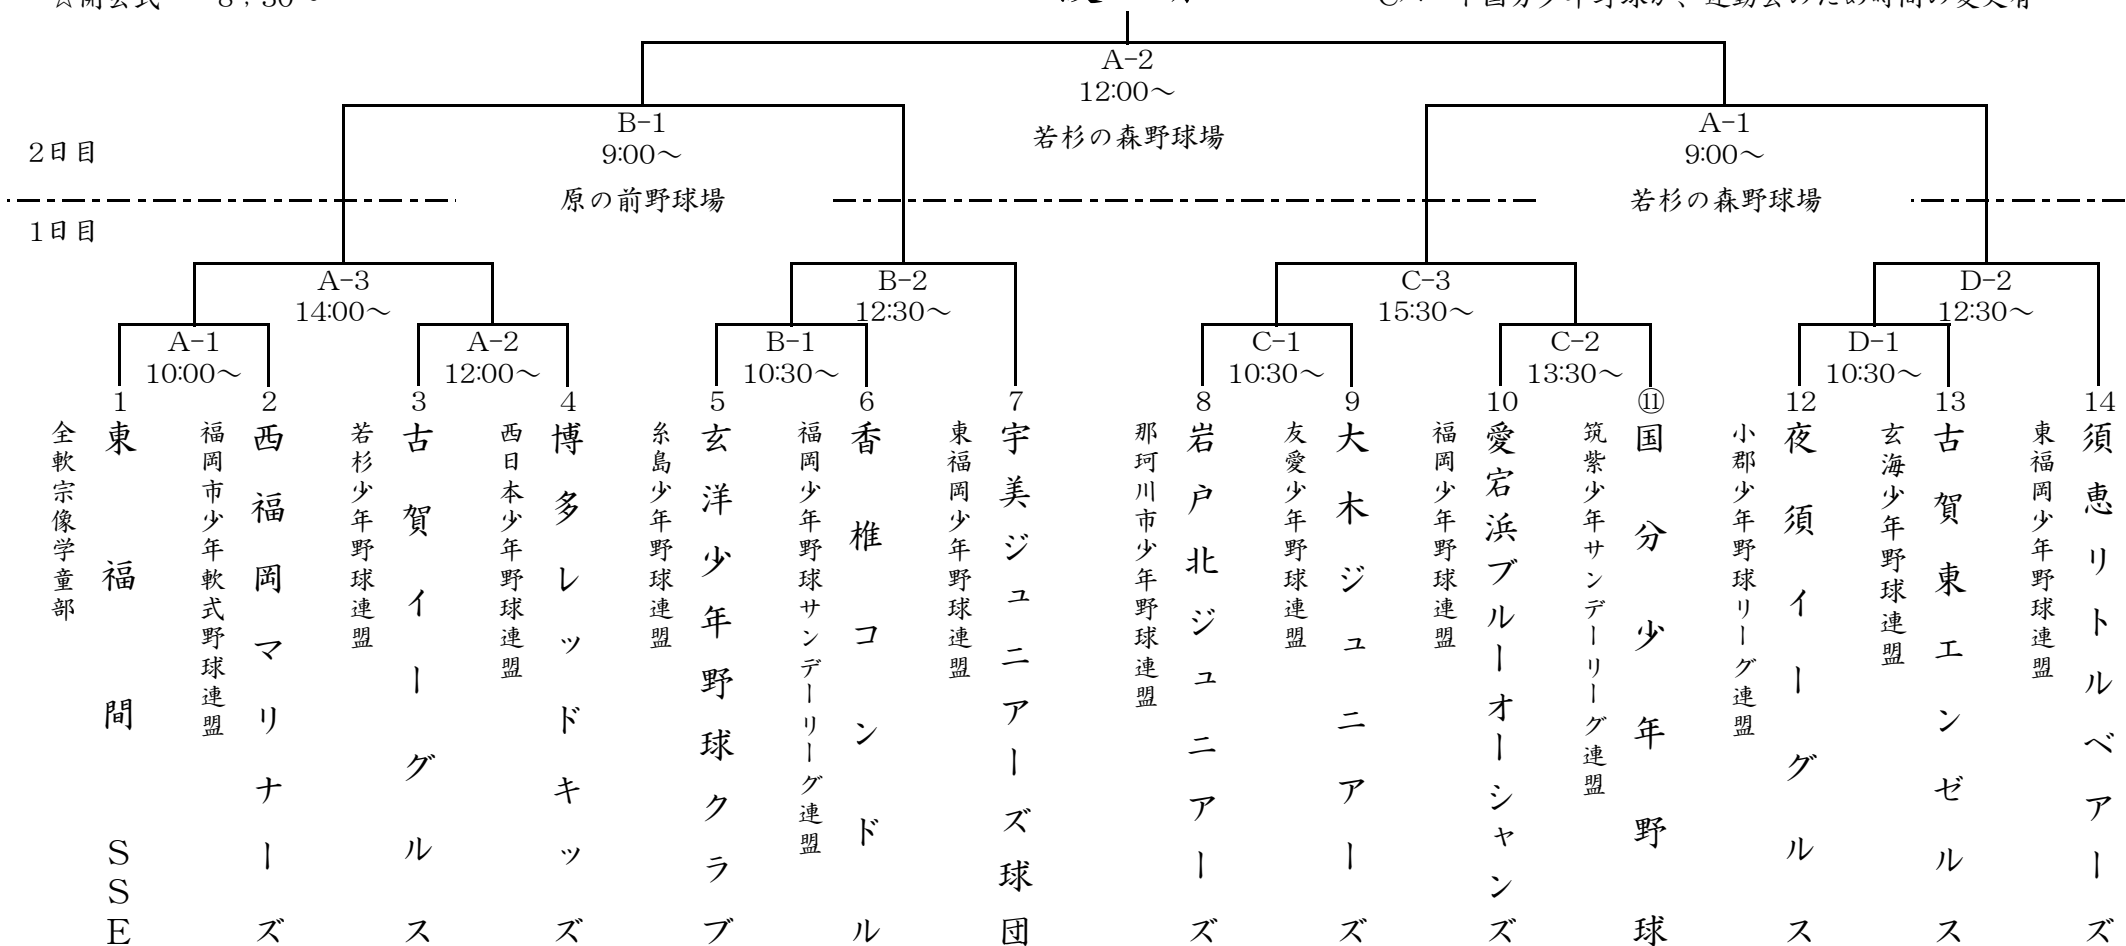 ☆開会式 8：30～
A-2
12:00～
若杉の森野球場
B-1
9:00～
原の前野球場
A-1
9:00～
若杉の森野球場
2日目
1日目
A-3
14:00～
B-2
12:30～
C-3
15:30～
D-2
12:30～
A-1
10:00～
A-2
12:00～
B-1
10:30～
C-1
10:30～
C-2
13:30～
D-1
10:30～
1
東福間SSE
全軟宗像学童部
2
西福岡マリナーズ
福岡市少年軟式野球連盟
3
古賀イーグルス
若杉少年野球連盟
4
博多レッドキッズ
西日本少年野球連盟
5
玄洋少年野球クラブ
糸島少年野球連盟
6
香椎コンドル
福岡少年野球サンデーリーグ連盟
7
宇美ジュニアーズ球団
東福岡少年野球連盟
8
岩戸北ジュニアーズ
那珂川市少年野球連盟
9
大木ジュニアーズ
友愛少年野球連盟
10
愛宕浜ブルーオーシャンズ
福岡少年野球連盟
⑪
国分少年野球
筑紫少年サンデーリーグ連盟
12
夜須イーグルス
小郡少年野球リーグ連盟
13
古賀東エンゼルス
玄海少年野球連盟
14
須恵リトルベアーズ
東福岡少年野球連盟